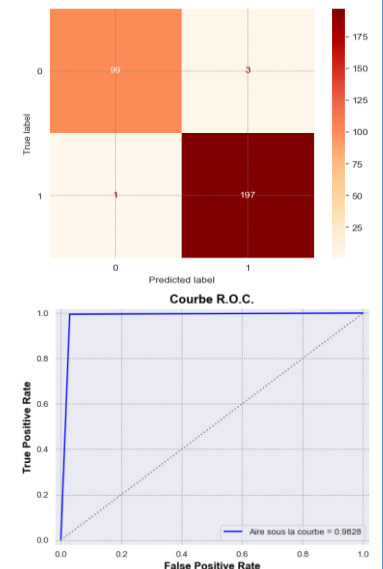 175
0 99 3
150
125
True label
100
75
1 1 197
50
25
0 1
Predicted label
Courbe R.O.C.
1.0
0.8
0.6
True Positive Rate
0.4
0.2
Aire sous la courbe = 0.9828
0.0
0.0 0.2 0.4 0.6 0.8 1.0
False Positive Rate